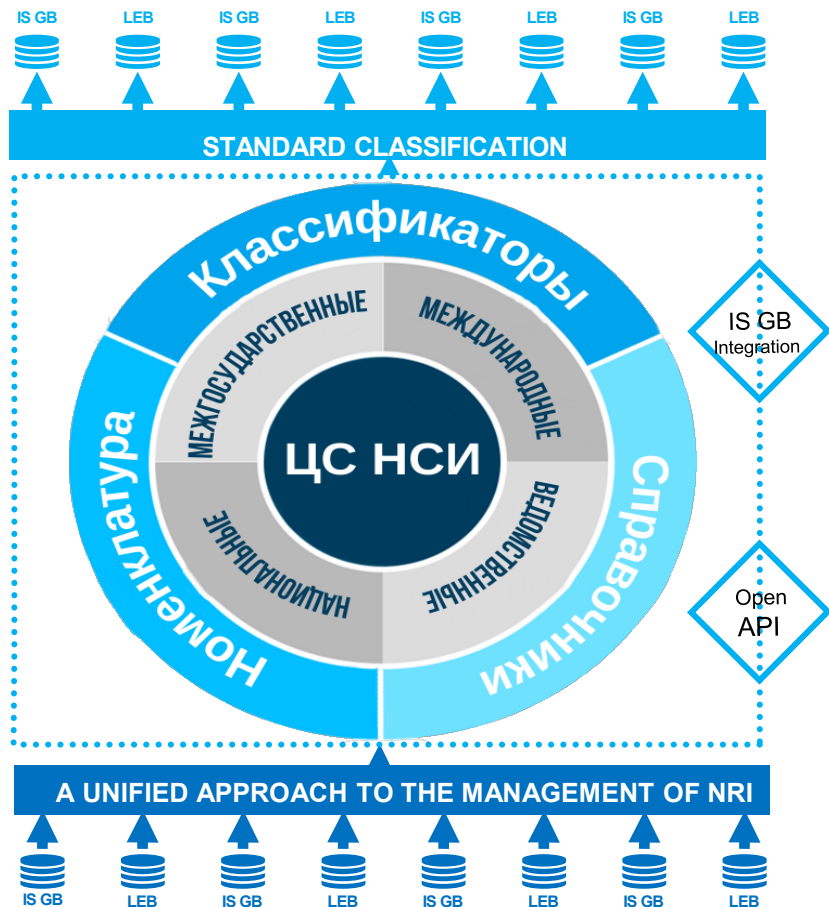 IS GB LEB IS GB LEB IS GB LEB IS GB LEB
STANDARD CLASSIFICATION
Классификаторы
МЕЖГОСУДАРСТВЕННЫЕ
МЕЖДУНАРОДНЫЕ
IS GB
Integration
ЦС НСИ
Номенклатура
Справочники
НАЦИОНАЛЬНЫЕ
ВЕДОМСТВЕННЫЕ
Open
API
A UNIFIED APPROACH TO THE MANAGEMENT OF NRI
IS GB LEB IS GB LEB IS GB LEB IS GB LEB